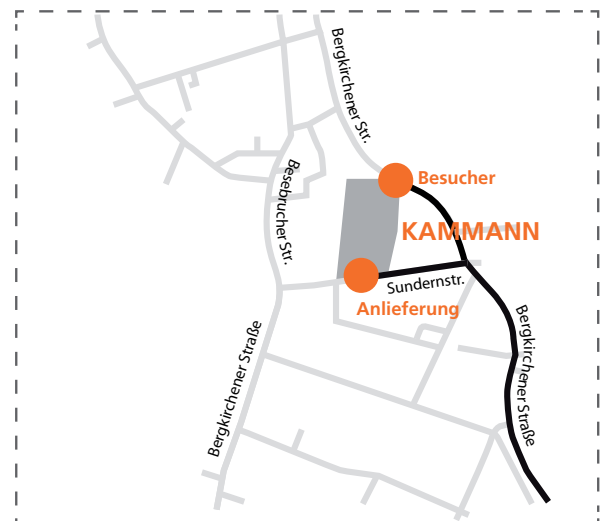 Bergkirchener Str.
Besucher
Besebrucher Str.
KAMMANN
Sundernstr.
Anlieferung
Bergkirchener Straße
Bergkirchener Straße